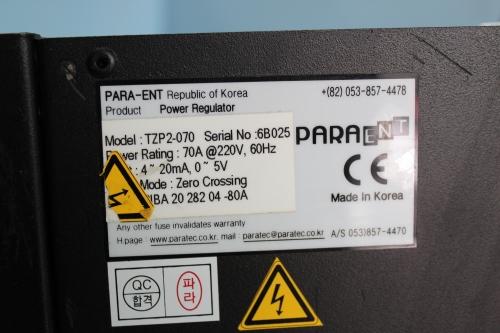 PARA-ENT Republic of Korea +(82) 053-857-4478
Product Power Regulator
Model : TZP2-070 Serial No :6B025
Power Rating : 70A @220V, 60Hz
: 4 ~ 20mA, 0 ~ 5V
Mode : Zero Crossing
20 282 04 -80A
PARAENT
CE
Made in Korea
Any other fuse invalidates warranty
H.page : www.paratec.co.kr mail : paratec@paratec.co.kr A/S 053)857-4470
QC
합격
파
라